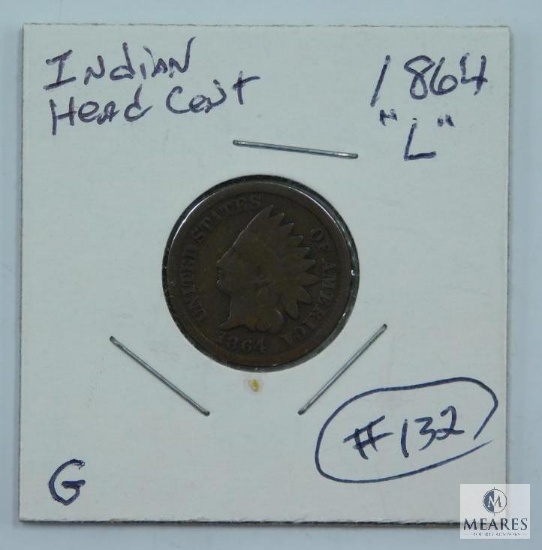 Indian
Head Cent
1864
"L"
UNITED STATES OF AMERICA
1864
G
#132
MEARES